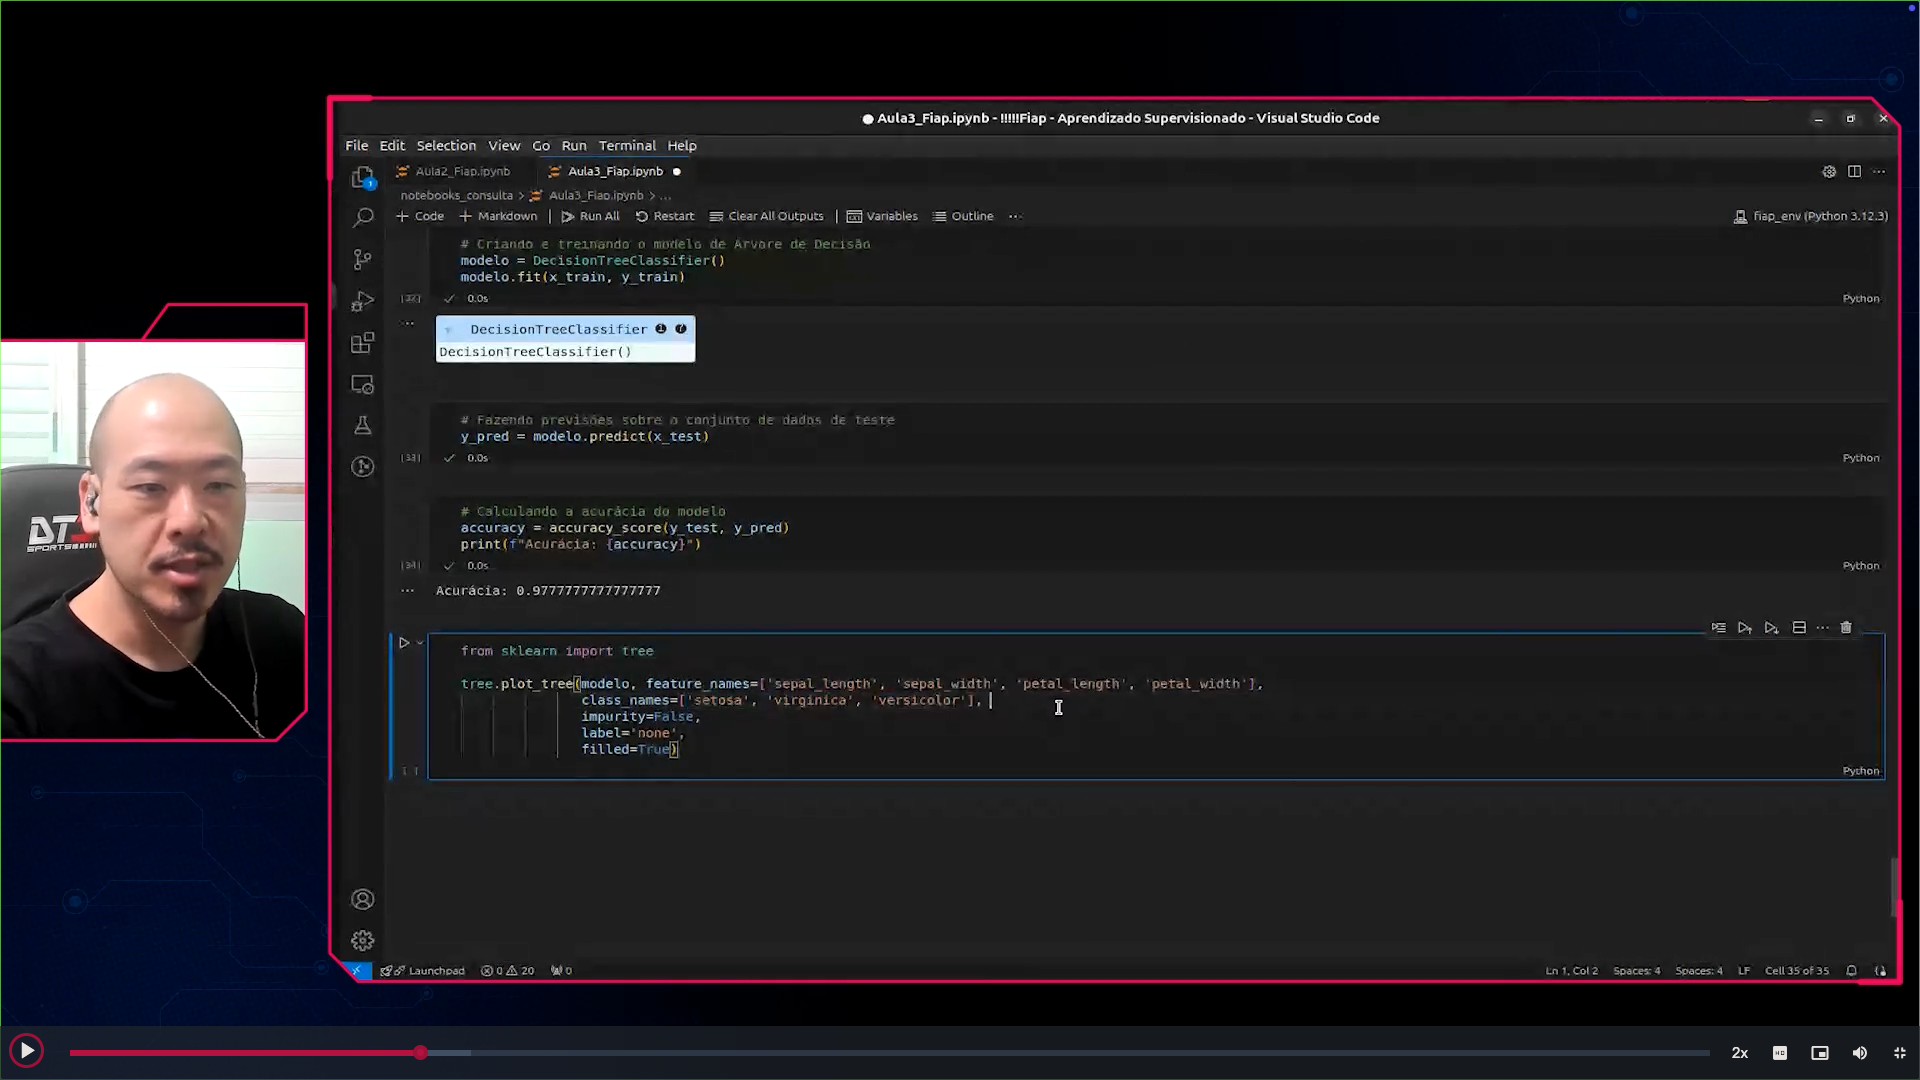 Aula3_Fiap.ipynb - !!!!!Fiap - Aprendizado Supervisionado - Visual Studio Code
File Edit Selection View Go Run Terminal Help
Aula2_Fiap.ipynb Aula3_Fiap.ipynb
notebooks_consulta > Aula3_Fiap.ipynb > ...
+ Code + Markdown | Run All Restart Clear All Outputs | Variables Outline ... fiap_env (Python 3.12.3)
# Criando e treinando o modelo de Árvore de Decisão
modelo = DecisionTreeClassifier()
modelo.fit(x_train, y_train)
[32] 0.0s Python
DecisionTreeClassifier
DecisionTreeClassifier()
# Fazendo previsões sobre o conjunto de dados de teste
y_pred = modelo.predict(x_test)
[33] 0.0s Python
# Calculando a acurácia do modelo
accuracy = accuracy_score(y_test, y_pred)
print(f"Acurácia: {accuracy}")
[34] 0.0s Python
Acurácia: 0.9777777777777777
from sklearn import tree
tree.plot_tree(modelo, feature_names=['sepal_length', 'sepal_width', 'petal_length', 'petal_width'],
class_names=['setosa', 'virginica', 'versicolor'],
impurity=False,
label='none',
filled=True)
[ ] Python
Launchpad 0 20 0 Ln 1, Col 2 Spaces: 4 Spaces: 4 LF Cell 35 of 35
DT3
SPORTS
2x